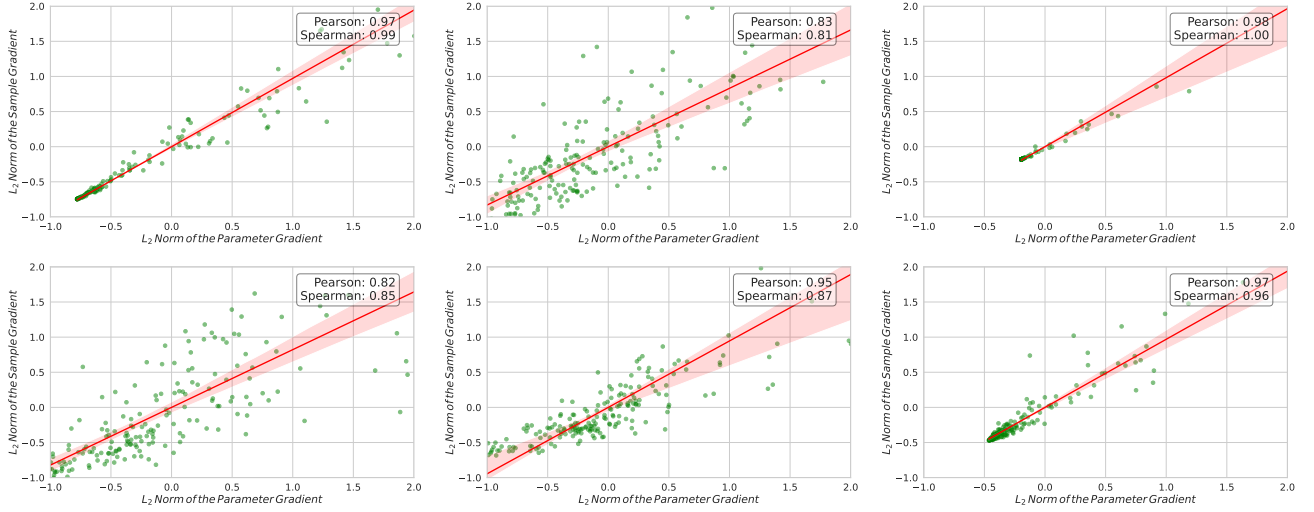 2.0
1.5
1.0
0.5
0.0
−0.5
−1.0
L2 Norm of the Sample Gradient
Pearson: 0.97
Spearman: 0.99
−1.0 −0.5 0.0 0.5 1.0 1.5 2.0
L2 Norm of the Parameter Gradient
2.0
1.5
1.0
0.5
0.0
−0.5
−1.0
L2 Norm of the Sample Gradient
Pearson: 0.83
Spearman: 0.81
−1.0 −0.5 0.0 0.5 1.0 1.5 2.0
L2 Norm of the Parameter Gradient
2.0
1.5
1.0
0.5
0.0
−0.5
−1.0
L2 Norm of the Sample Gradient
Pearson: 0.98
Spearman: 1.00
−1.0 −0.5 0.0 0.5 1.0 1.5 2.0
L2 Norm of the Parameter Gradient
2.0
1.5
1.0
0.5
0.0
−0.5
−1.0
L2 Norm of the Sample Gradient
Pearson: 0.82
Spearman: 0.85
−1.0 −0.5 0.0 0.5 1.0 1.5 2.0
L2 Norm of the Parameter Gradient
2.0
1.5
1.0
0.5
0.0
−0.5
−1.0
L2 Norm of the Sample Gradient
Pearson: 0.95
Spearman: 0.87
−1.0 −0.5 0.0 0.5 1.0 1.5 2.0
L2 Norm of the Parameter Gradient
2.0
1.5
1.0
0.5
0.0
−0.5
−1.0
L2 Norm of the Sample Gradient
Pearson: 0.97
Spearman: 0.96
−1.0 −0.5 0.0 0.5 1.0 1.5 2.0
L2 Norm of the Parameter Gradient